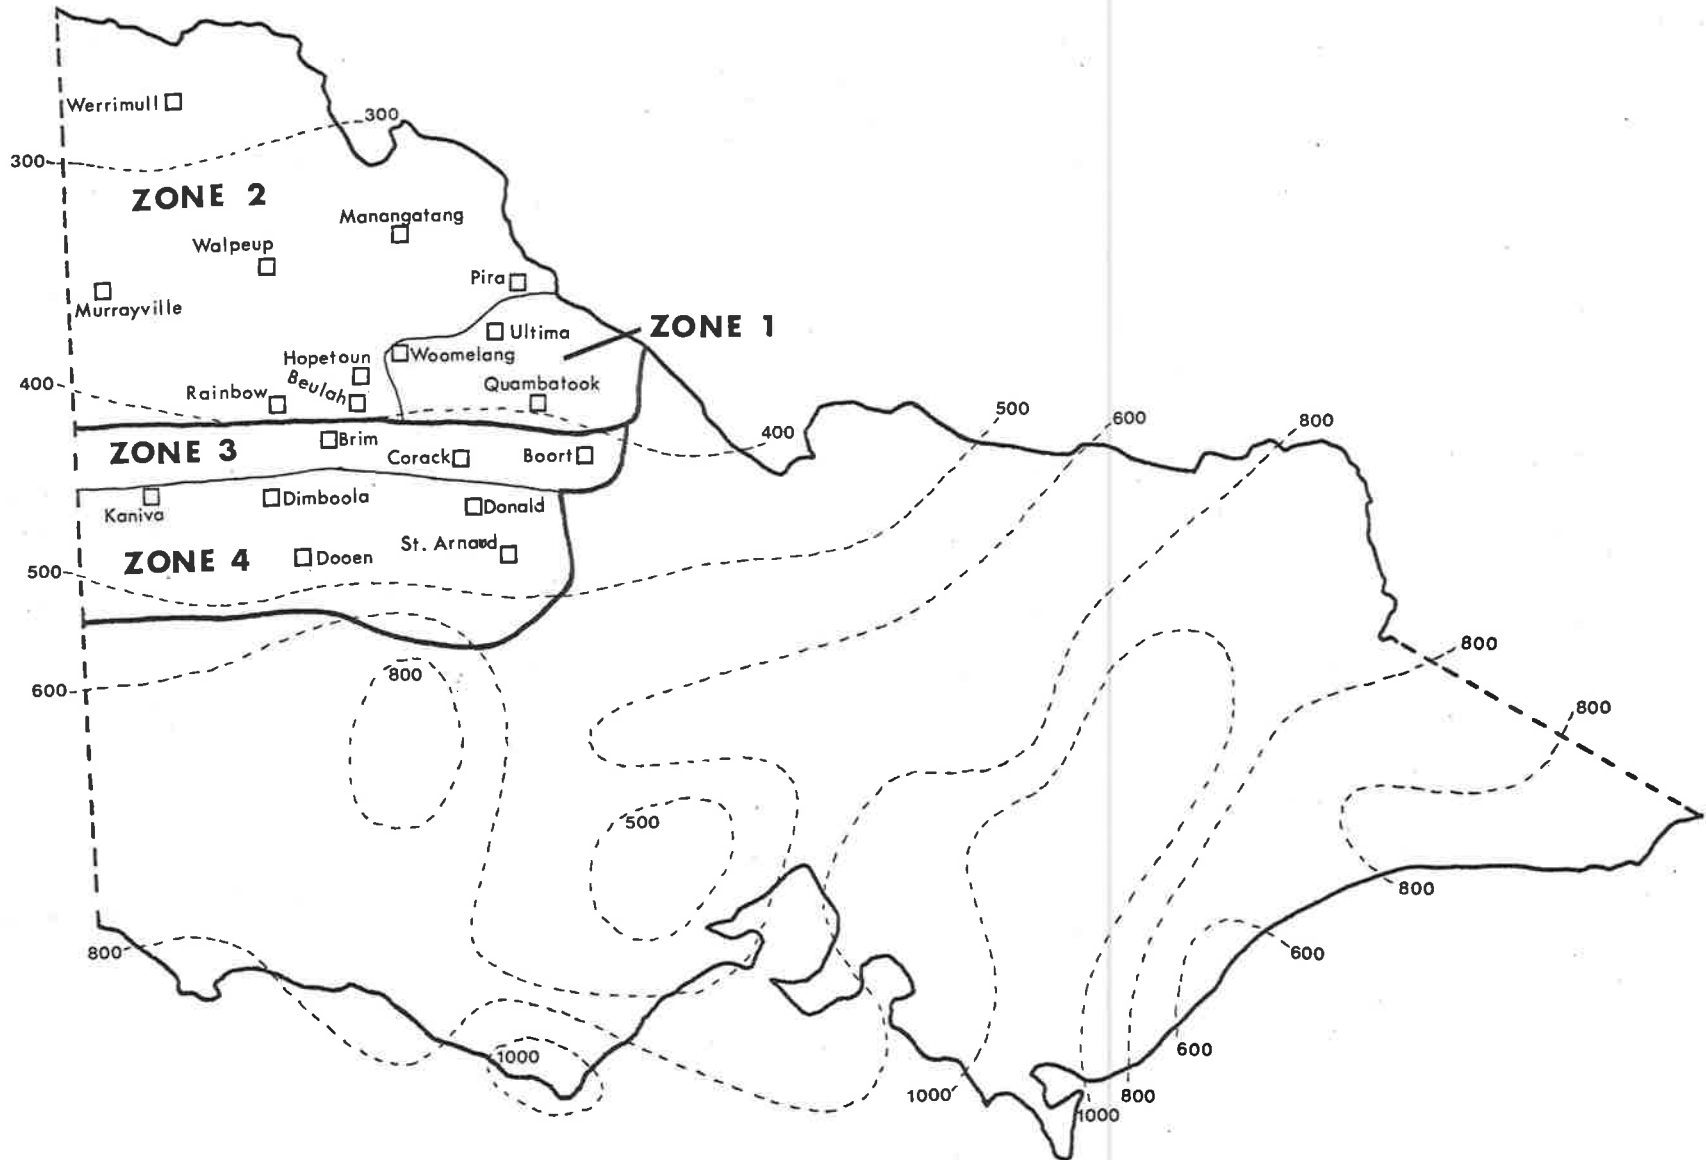 Werrimull
300
300
ZONE 2
Manangatang
Walpeup
Pira
Murrayville
ZONE 1
Ultima
Woomelang
Hopetoun
Beulah
400
Rainbow
Quambatook
500
600
800
400
Brim
ZONE 3
Corack
Boort
Kaniva
Dimboola
Donald
St. Arnaud
ZONE 4
Dooen
500
800
600
800
800
500
800
800
600
1000
600
1000
800
1000